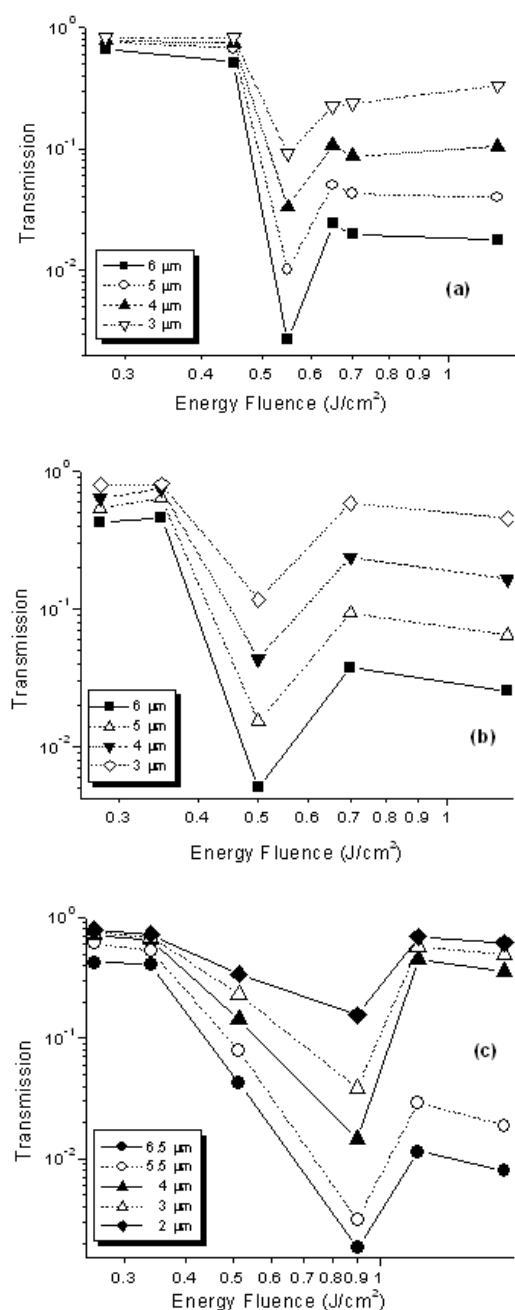 10⁰
10⁻¹
10⁻²
Transmission
6 µm
5 µm
4 µm
3 µm
(a)
0.3 0.4 0.5 0.6 0.7 0.8 0.9 1
Energy Fluence (J/cm²)
10⁰
10⁻¹
10⁻²
Transmission
6 µm
5 µm
4 µm
3 µm
(b)
0.3 0.4 0.5 0.6 0.7 0.8 0.9 1
Energy Fluence (J/cm²)
10⁰
10⁻¹
10⁻²
Transmission
6.5 µm
5.5 µm
4 µm
3 µm
2 µm
(c)
0.3 0.4 0.5 0.6 0.7 0.8 0.9 1
Energy Fluence (J/cm²)